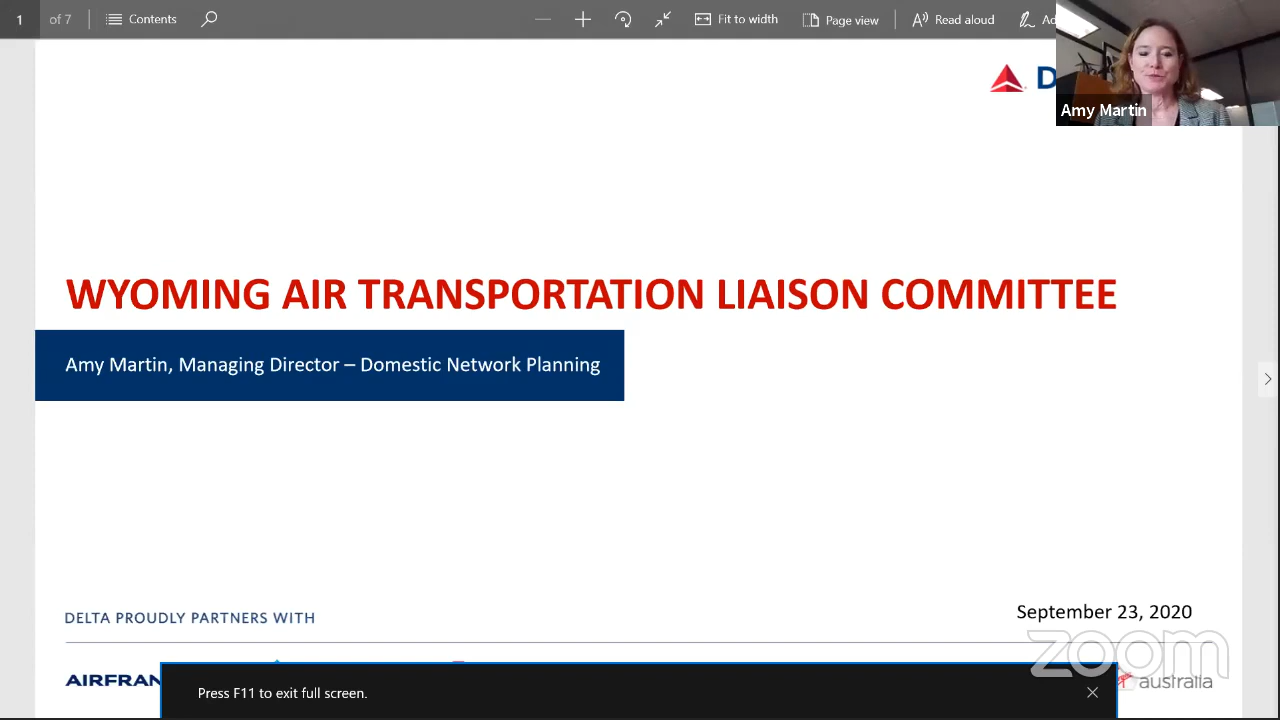 1 of 7 Contents Fit to width Page view Read aloud
D
Amy Martin
WYOMING AIR TRANSPORTATION LIAISON COMMITTEE
Amy Martin, Managing Director – Domestic Network Planning
DELTA PROUDLY PARTNERS WITH
September 23, 2020
zoom
AIRFRAN
australia
Press F11 to exit full screen.